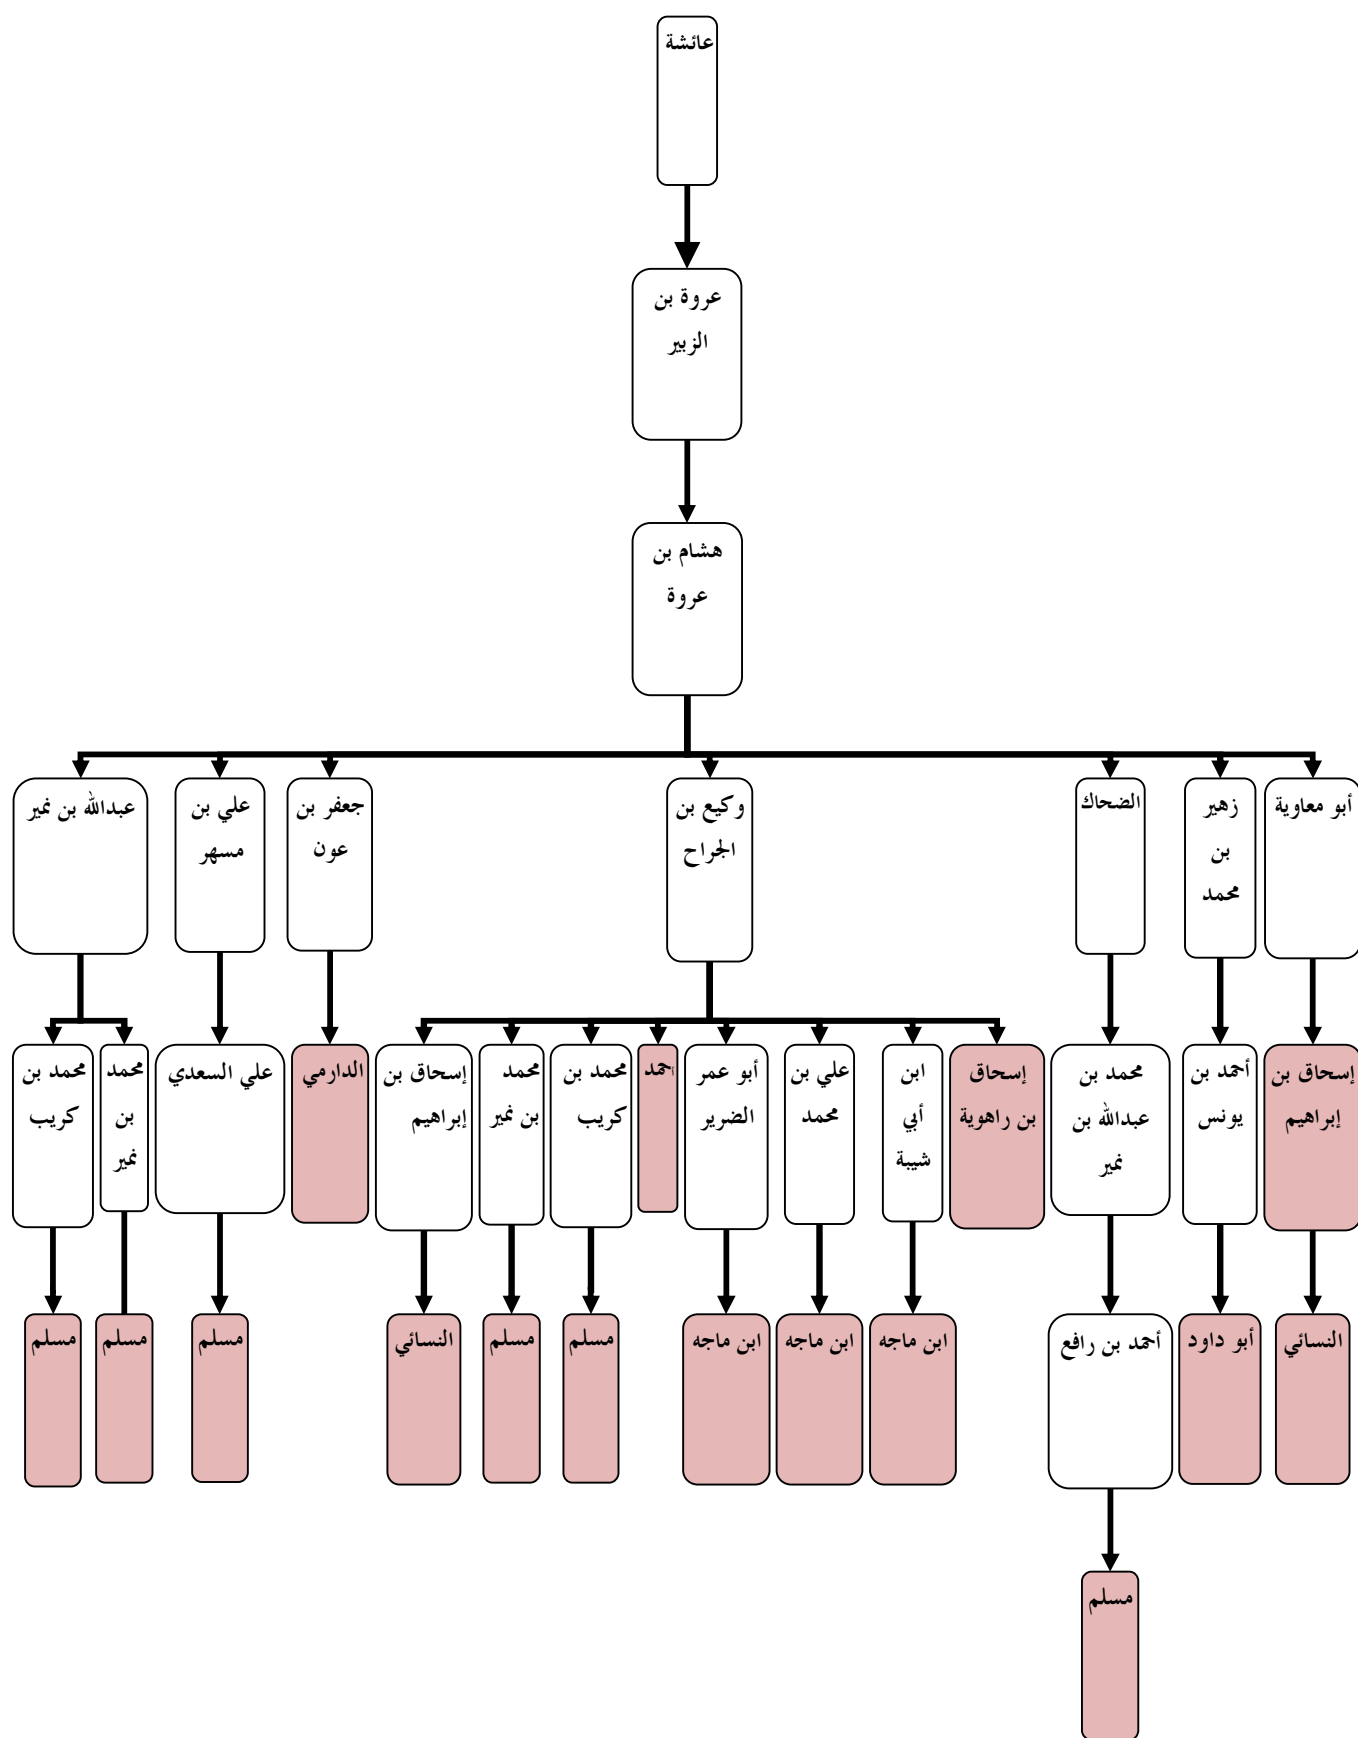 عائشة
عروة بن
الزبير
هشام بن
عروة
أبو معاوية
زهير
بن
محمد
الضحاك
وكيع بن
الجراح
جعفر بن
عون
علي بن
مسهر
عبدالله بن نمير
إسحاق بن
إبراهيم
أحمد بن
يونس
محمد بن
عبدالله بن
نمير
إسحاق
بن راهوية
ابن
أبي
شيبة
علي بن
محمد
أبو عمر
الضرير
أحمد
محمد بن
كريب
محمد
بن نمير
إسحاق بن
إبراهيم
الدارمي
علي السعدي
محمد
بن
نمير
محمد بن
كريب
النسائي
أبو داود
أحمد بن رافع
ابن ماجه
ابن ماجه
ابن ماجه
مسلم
مسلم
النسائي
مسلم
مسلم
مسلم
مسلم